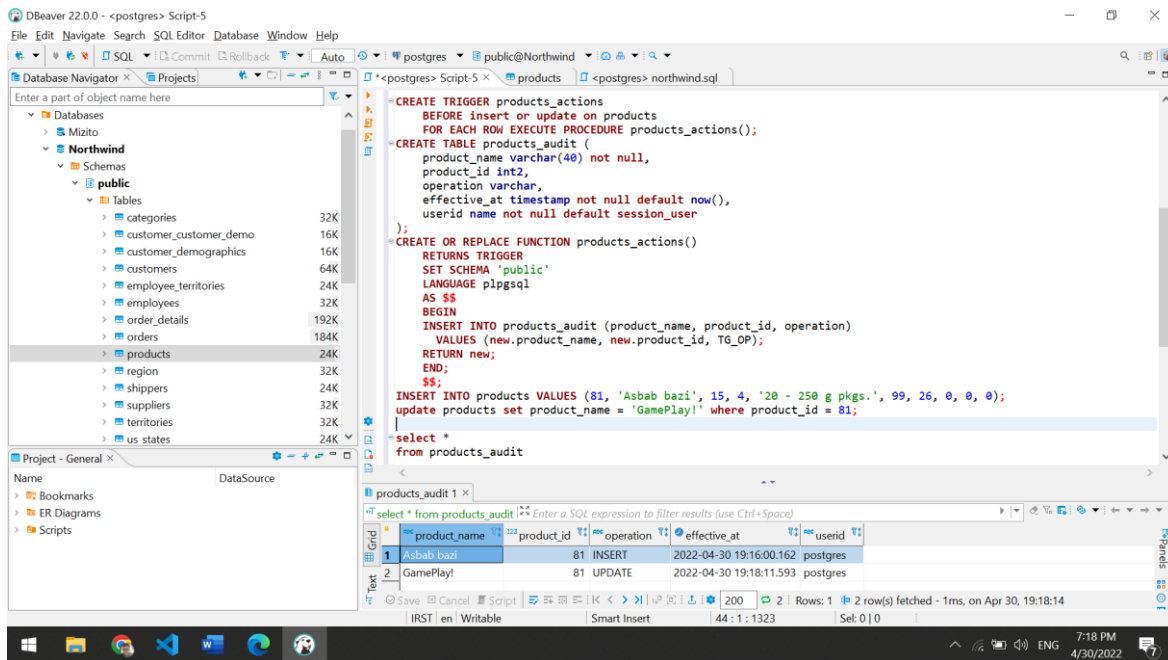 DBeaver 22.0.0 - <postgres> Script-5
File Edit Navigate Search SQL Editor Database Window Help
SQL Commit Rollback Auto postgres public@Northwind
Database Navigator Projects
*<postgres> Script-5 products <postgres> northwind.sql
Enter a part of object name here
Databases
Mizito
Northwind
Schemas
public
Tables
categories 32K
customer_customer_demo 16K
customer_demographics 16K
customers 64K
employee_territories 24K
employees 32K
order_details 192K
orders 184K
products 24K
region 32K
shippers 24K
suppliers 32K
territories 32K
us_states 24K
Project - General
Name DataSource
Bookmarks
ER Diagrams
Scripts
CREATE TRIGGER products_actions
BEFORE insert or update on products
FOR EACH ROW EXECUTE PROCEDURE products_actions();
CREATE TABLE products_audit (
product_name varchar(40) not null,
product_id int2,
operation varchar,
effective_at timestamp not null default now(),
userid name not null default session_user
);
CREATE OR REPLACE FUNCTION products_actions()
RETURNS TRIGGER
SET SCHEMA 'public'
LANGUAGE plpgsql
AS $$
BEGIN
INSERT INTO products_audit (product_name, product_id, operation)
VALUES (new.product_name, new.product_id, TG_OP);
RETURN new;
END;
$$;
INSERT INTO products VALUES (81, 'Asbab bazi', 15, 4, '20 - 250 g pkgs.', 99, 26, 0, 0, 0);
update products set product_name = 'GamePlay!' where product_id = 81;
select *
from products_audit
products_audit 1
select * from products_audit Enter a SQL expression to filter results (use Ctrl+Space)
Grid
Text
Panels
product_name product_id operation effective_at userid
1 Asbab bazi 81 INSERT 2022-04-30 19:16:00.162 postgres
2 GamePlay! 81 UPDATE 2022-04-30 19:18:11.593 postgres
Save Cancel Script 200 2 Rows: 1 2 row(s) fetched - 1ms, on Apr 30, 19:18:14
IRST en Writable Smart Insert 44 : 1 : 1323 Sel: 0 | 0
ENG 7:18 PM
4/30/2022
7